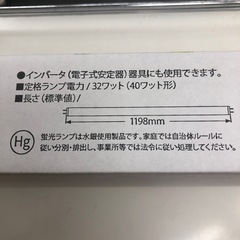 ●インバータ(電子式安定器)器具にも使用できます。
■定格ランプ電力/32ワット(40ワット形)
■長さ(標準値)/
1198mm
Hg
蛍光ランプは水銀使用製品です。家庭では自治体ルールに
従い分別・排出し、事業所等では法令に従い処理して下さい。